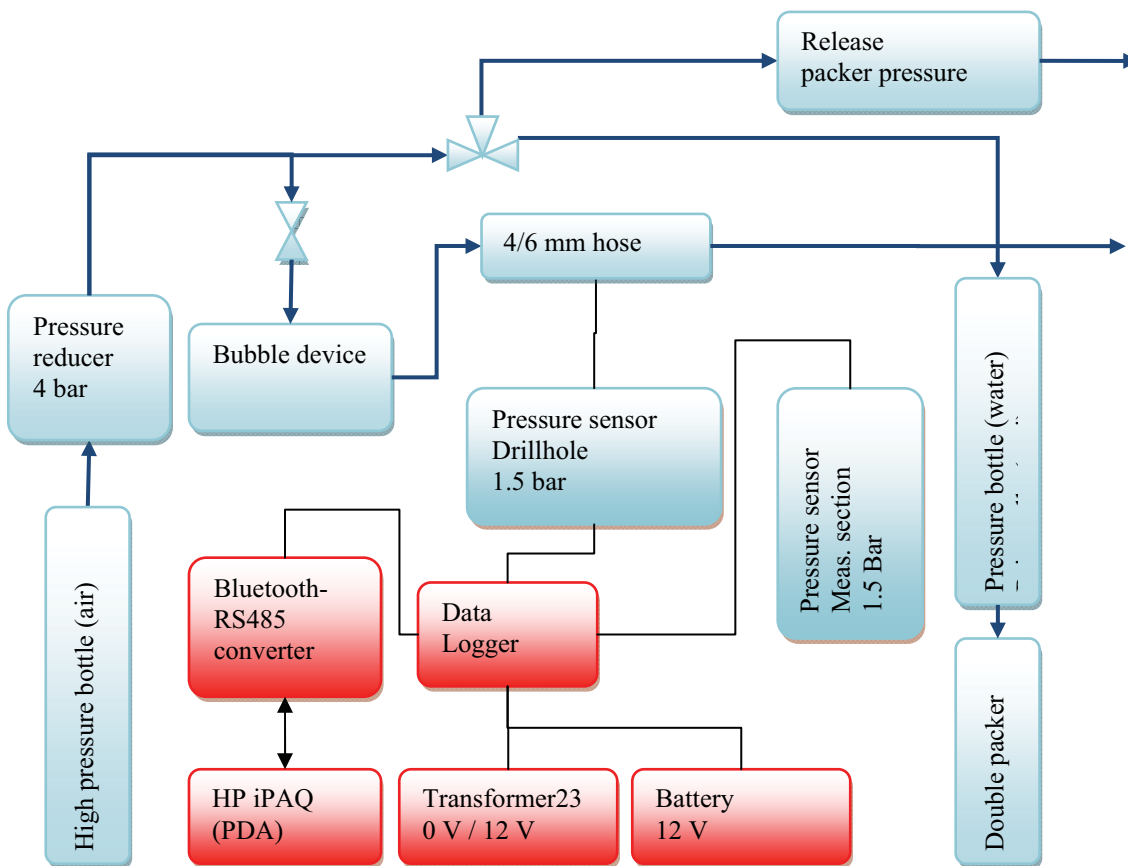 Release
packer pressure
4/6 mm hose
Pressure
reducer
4 bar
Bubble device
Pressure sensor
Drillhole
1.5 bar
Pressure sensor
Meas. section
1.5 Bar
Pressure bottle (water)
High pressure bottle (air)
Bluetooth-
RS485
converter
Data
Logger
HP iPAQ
(PDA)
Transformer23
0 V / 12 V
Battery
12 V
Double packer